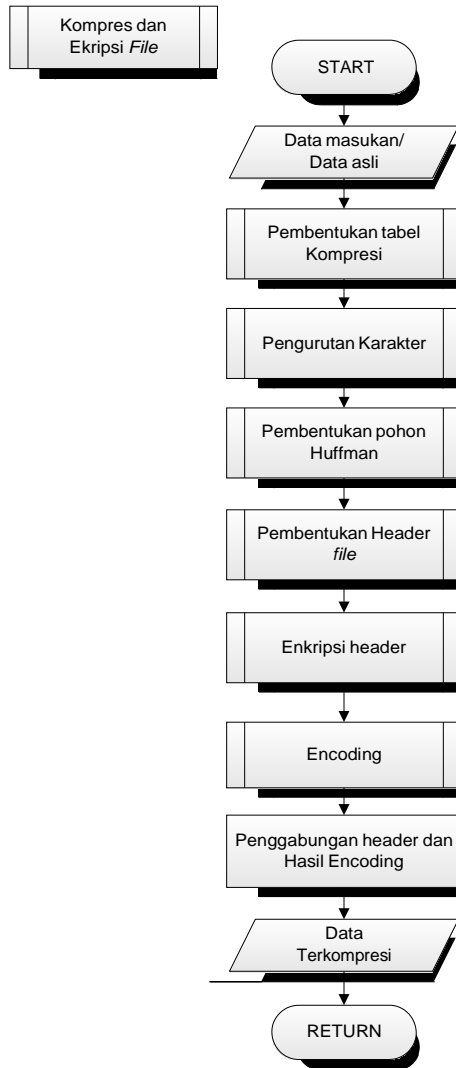 Kompres dan
Ekripsi File
START
Data masukan/
Data asli
Pembentukan tabel
Kompresi
Pengurutan Karakter
Pembentukan pohon
Huffman
Pembentukan Header
file
Enkripsi header
Encoding
Penggabungan header dan
Hasil Encoding
Data
Terkompresi
RETURN